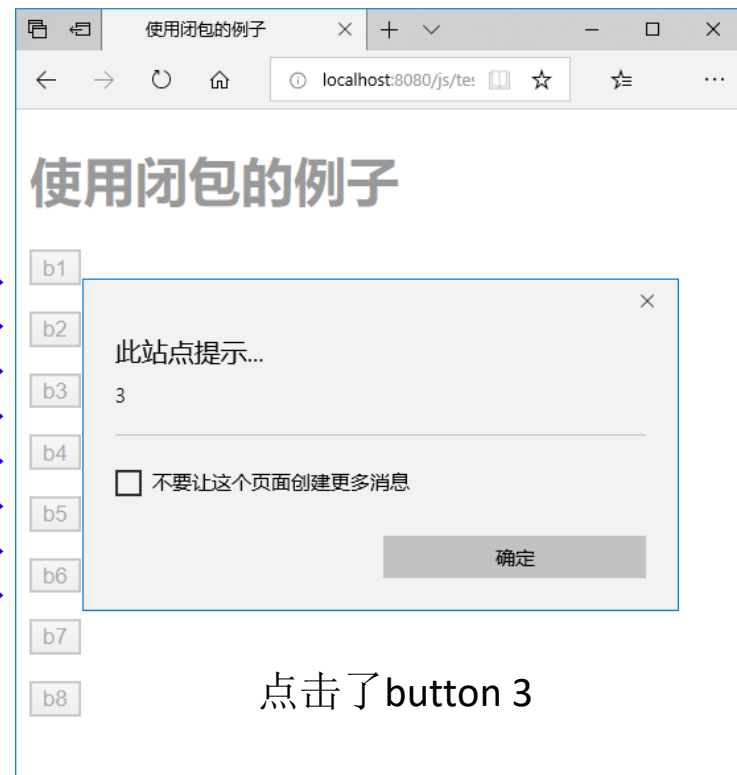 使用闭包的例子
localhost:8080/js/tes
使用闭包的例子
b1
b2
b3
b4
b5
b6
b7
b8
此站点提示...
3
不要让这个页面创建更多消息
确定
点击了button 3